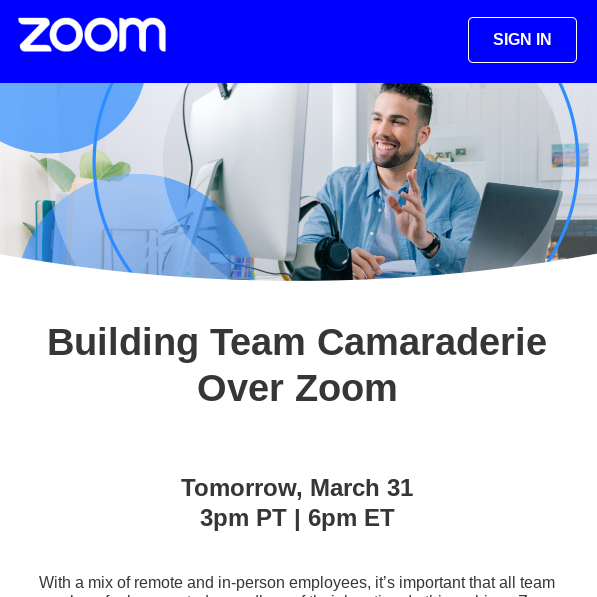 zoom
SIGN IN
Building Team Camaraderie
Over Zoom
Tomorrow, March 31
3pm PT | 6pm ET
With a mix of remote and in-person employees, it’s important that all team